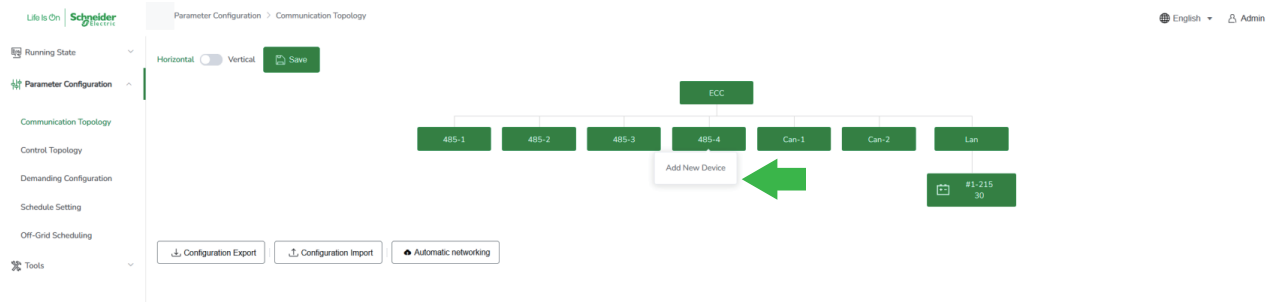 Life Is On Schneider Electric
Parameter Configuration > Communication Topology
English
Admin
Running State
Parameter Configuration
Communication Topology
Control Topology
Demanding Configuration
Schedule Setting
Off-Grid Scheduling
Tools
Horizontal Vertical Save
ECC
485-1 485-2 485-3 485-4 Can-1 Can-2 Lan
Add New Device
#1-215
30
Configuration Export Configuration Import Automatic networking